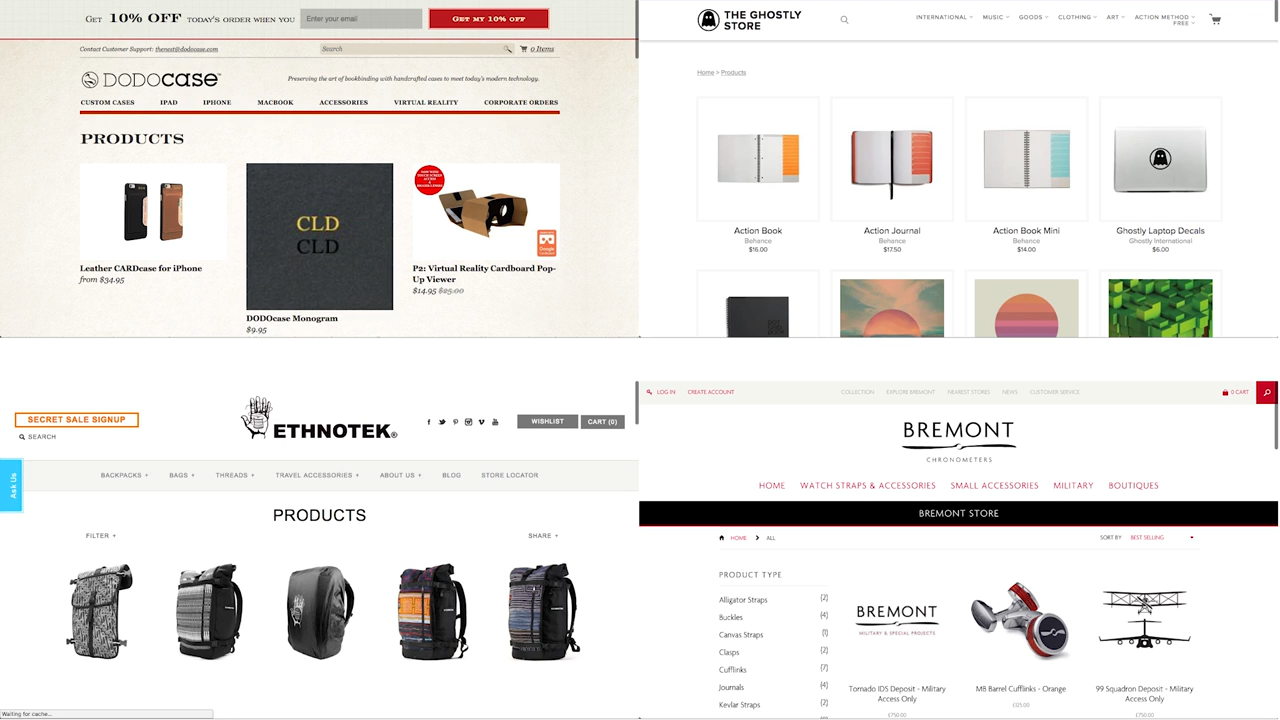 GET 10% OFF TODAY'S ORDER WHEN YOU Enter your email GET MY 10% OFF
Contact Customer Support: thenest@dodocase.com Search 0 Items
DODOCASE™ Preserving the art of bookbinding with handcrafted cases to meet today's modern technology.
CUSTOM CASES IPAD IPHONE MACBOOK ACCESSORIES VIRTUAL REALITY CORPORATE ORDERS
PRODUCTS
CLD
CLD
Google Cardboard
Leather CARDcase for iPhone
from $34.95
DODOcase Monogram
$9.95
P2: Virtual Reality Cardboard Pop-
Up Viewer
$14.95 $25.00
THE GHOSTLY
STORE
INTERNATIONAL MUSIC GOODS CLOTHING ART ACTION METHOD
FREE
Home > Products
Action Book
Behance
$16.00
Action Journal
Behance
$17.50
Action Book Mini
Behance
$14.00
Ghostly Laptop Decals
Ghostly International
$6.00
SECRET SALE SIGNUP
SEARCH
ETHNOTEK®
WISHLIST CART (0)
Ask Us
BACKPACKS + BAGS + THREADS + TRAVEL ACCESSORIES + ABOUT US + BLOG STORE LOCATOR
PRODUCTS
FILTER + SHARE +
Waiting for cache...
LOG IN CREATE ACCOUNT COLLECTION EXPLORE BREMONT NEAREST STORES NEWS CUSTOMER SERVICE 0 CART
BREMONT
CHRONOMETERS
HOME WATCH STRAPS & ACCESSORIES SMALL ACCESSORIES MILITARY BOUTIQUES
BREMONT STORE
HOME > ALL SORT BY BEST SELLING
PRODUCT TYPE
Alligator Straps [2]
Buckles [4]
Canvas Straps [1]
Clasps [2]
Cufflinks [7]
Journals [4]
Kevlar Straps [2]
BREMONT
MILITARY & SPECIAL PROJECTS
Tornado IDS Deposit - Military
Access Only
£750.00
M8 Barrel Cufflinks - Orange
£125.00
99 Squadron Deposit - Military
Access Only
£750.00